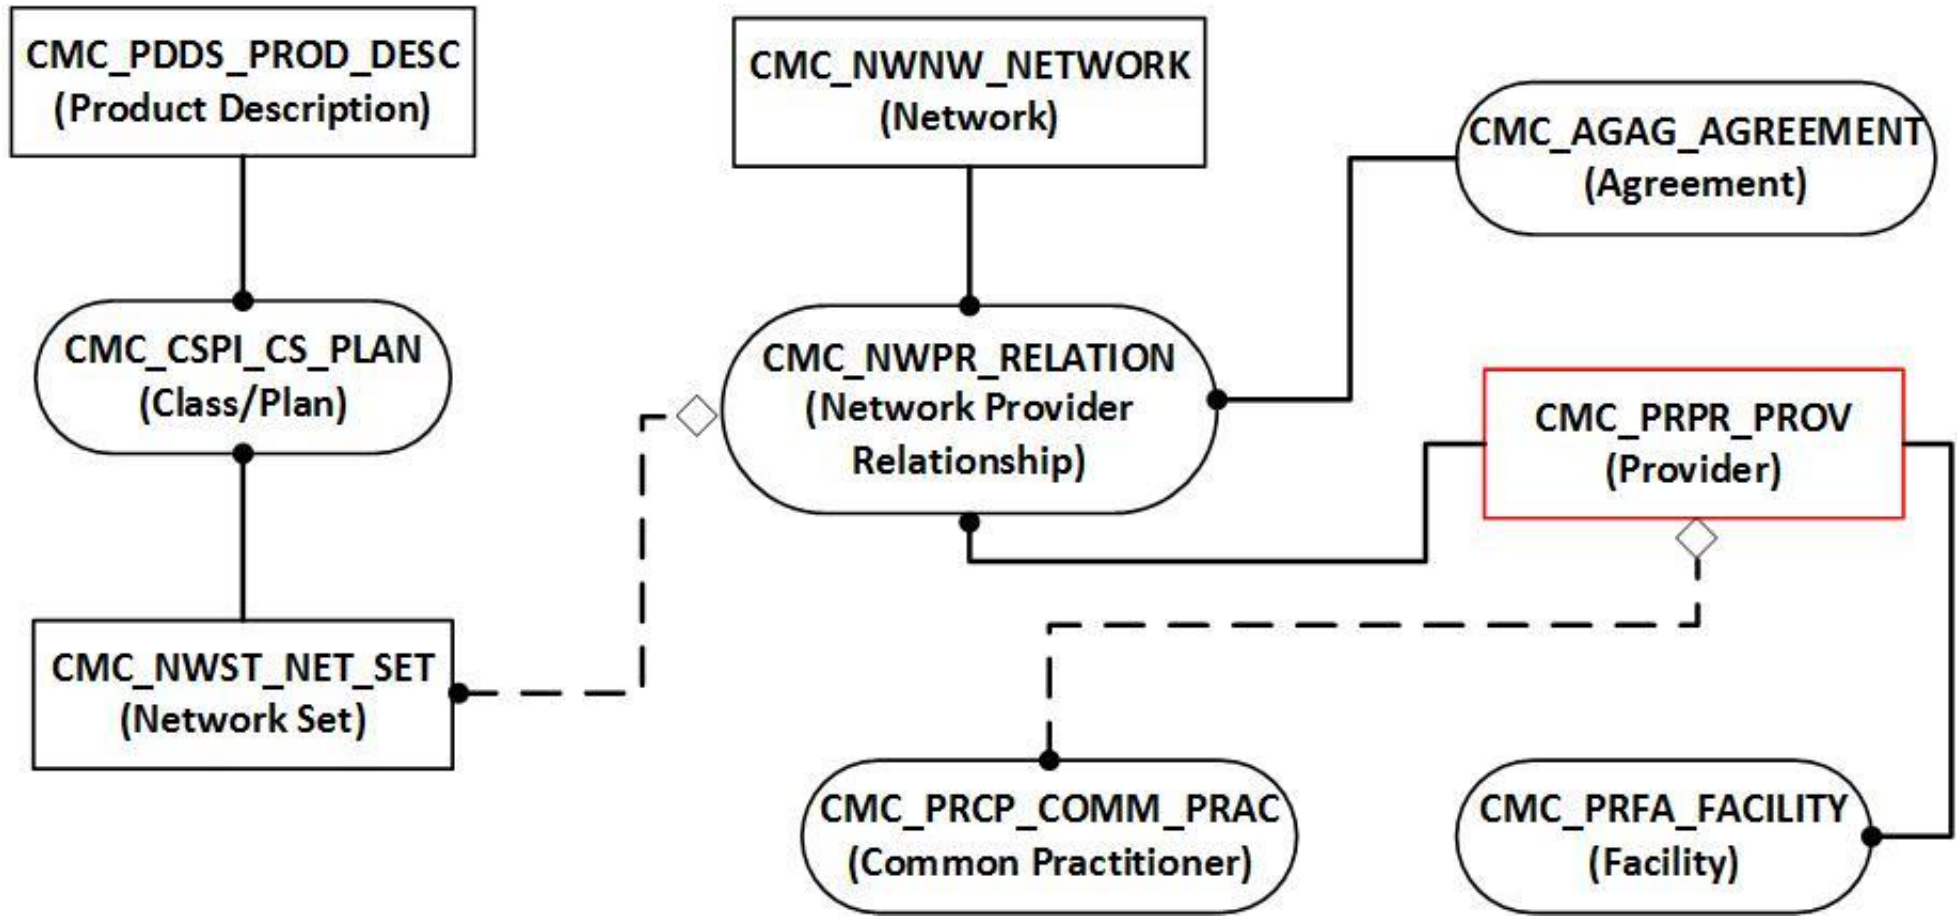 CMC_PDDS_PROD_DESC
(Product Description)
CMC_NWNW_NETWORK
(Network)
CMC_AGAG_AGREEMENT
(Agreement)
CMC_CSPI_CS_PLAN
(Class/Plan)
CMC_NWPR_RELATION
(Network Provider
Relationship)
CMC_PRPR_PROV
(Provider)
CMC_NWST_NET_SET
(Network Set)
CMC_PRCP_COMM_PRAC
(Common Practitioner)
CMC_PRFA_FACILITY
(Facility)